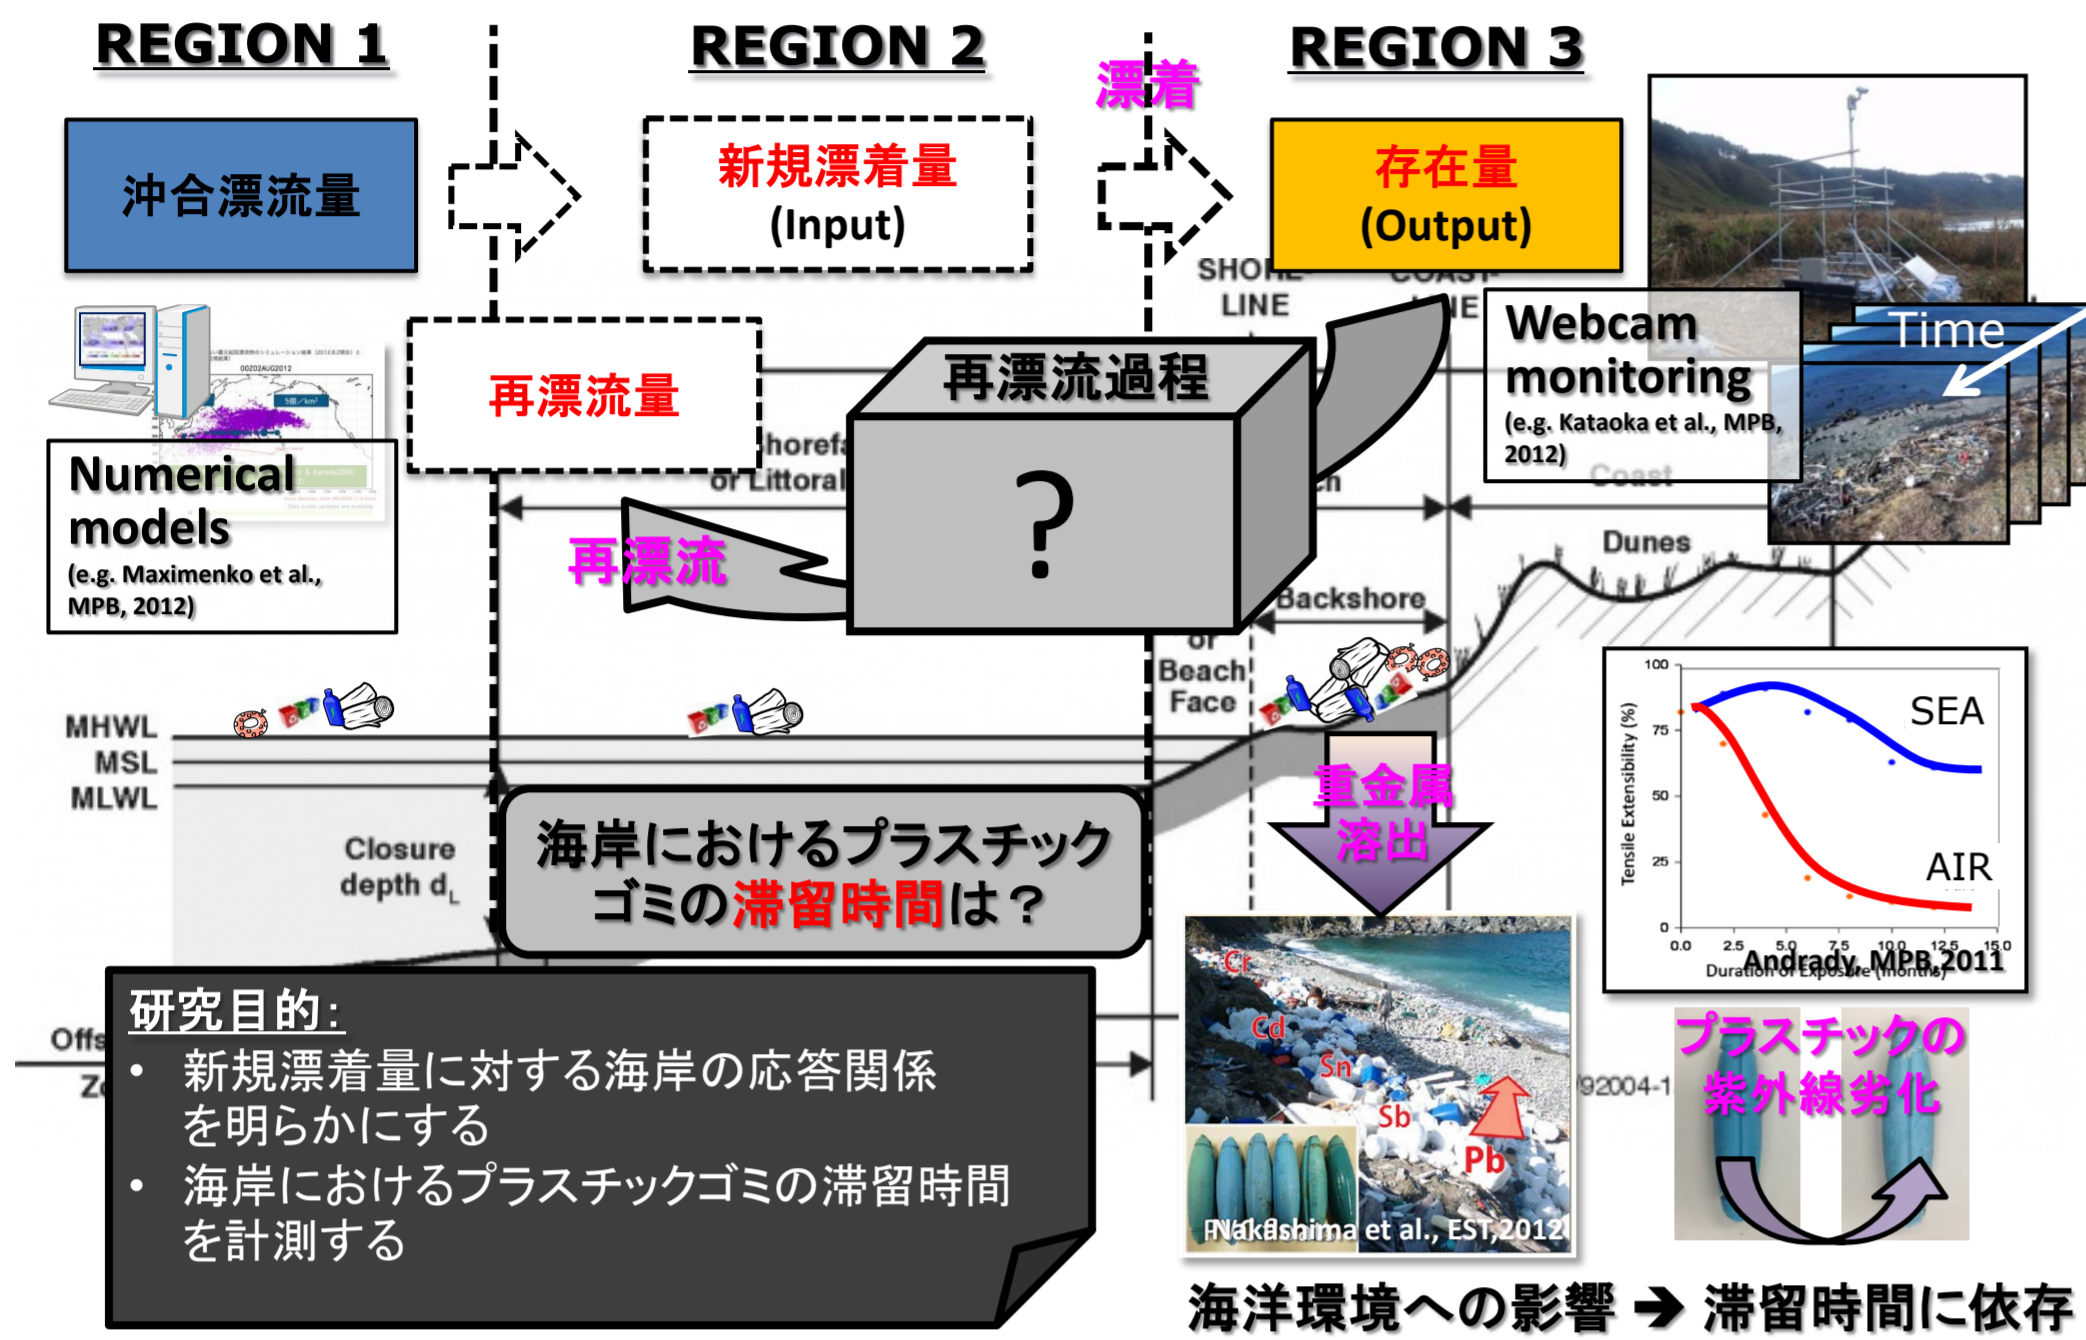 REGION 1
REGION 2
REGION 3
漂着
沖合漂流量
新規漂着量
(Input)
存在量
(Output)
SHORE-
LINE
Webcam
monitoring
(e.g. Kataoka et al., MPB,
2012)
Time
00Z02AUG2012
5個/km²
再漂流量
再漂流過程
?
Numerical
models
(e.g. Maximenko et al.,
MPB, 2012)
or Littoral
再漂流
Coast
Dunes
Backshore
or
Beach
Face
MHWL
MSL
MLWL
Closure
depth dL
海岸におけるプラスチック
ゴミの滞留時間は?
重金属
溶出
100
75
50
25
0
Tensile Extensibility (%)
SEA
AIR
0.0 2.5 5.0 7.5 10.0 12.5 15.0
Duration of Exposure (months)
Andrady, MPB,2011
研究目的:
• 新規漂着量に対する海岸の応答関係
を明らかにする
• 海岸におけるプラスチックゴミの滞留時間
を計測する
Cr
Cd
Sn
Sb
Pb
Nakashima et al., EST,2012
プラスチックの
紫外線劣化
海洋環境への影響 ➔ 滞留時間に依存